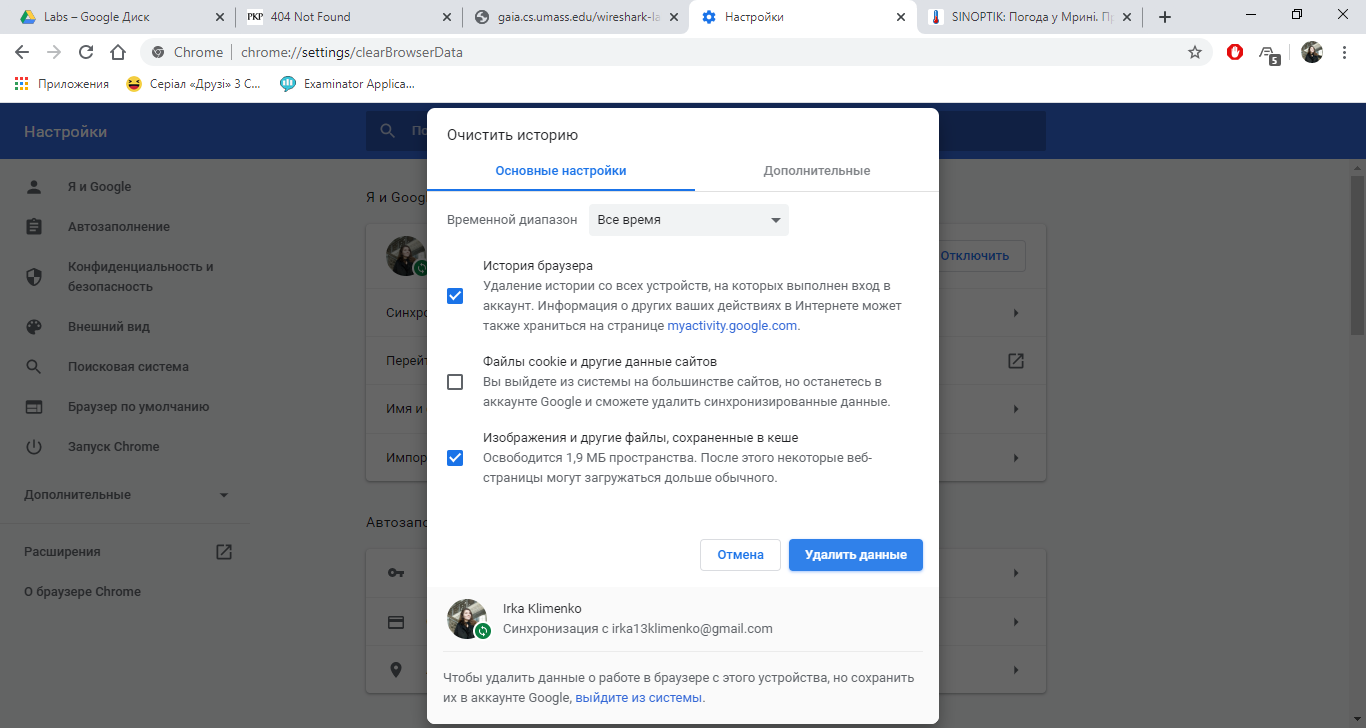 Labs – Google Диск
PKP 404 Not Found
gaia.cs.umass.edu/wireshark-la
Настройки
SINOPTIK: Погода у Мрині. Пр
Chrome
chrome://settings/clearBrowserData
5
Приложения
Серіал «Друзі» 3 С...
Examinator Applica...
Настройки
По
Я и Google
Автозаполнение
Конфиденциальность и
безопасность
Внешний вид
Поисковая система
Браузер по умолчанию
Запуск Chrome
Дополнительные
Расширения
О браузере Chrome
Я и Goog
Отключить
Синхро
Перейт
Имя и
Импор
Автозапо
Очистить историю
Основные настройки
Дополнительные
Временной диапазон
Все время
История браузера
Удаление истории со всех устройств, на которых выполнен вход в
аккаунт. Информация о других ваших действиях в Интернете может
также храниться на странице myactivity.google.com.
Файлы cookie и другие данные сайтов
Вы выйдете из системы на большинстве сайтов, но останетесь в
аккаунте Google и сможете удалить синхронизированные данные.
Изображения и другие файлы, сохраненные в кеше
Освободится 1,9 МБ пространства. После этого некоторые веб-
страницы могут загружаться дольше обычного.
Отмена
Удалить данные
Irka Klimenko
Синхронизация с irka13klimenko@gmail.com
Чтобы удалить данные о работе в браузере с этого устройства, но сохранить
их в аккаунте Google, выйдите из системы.